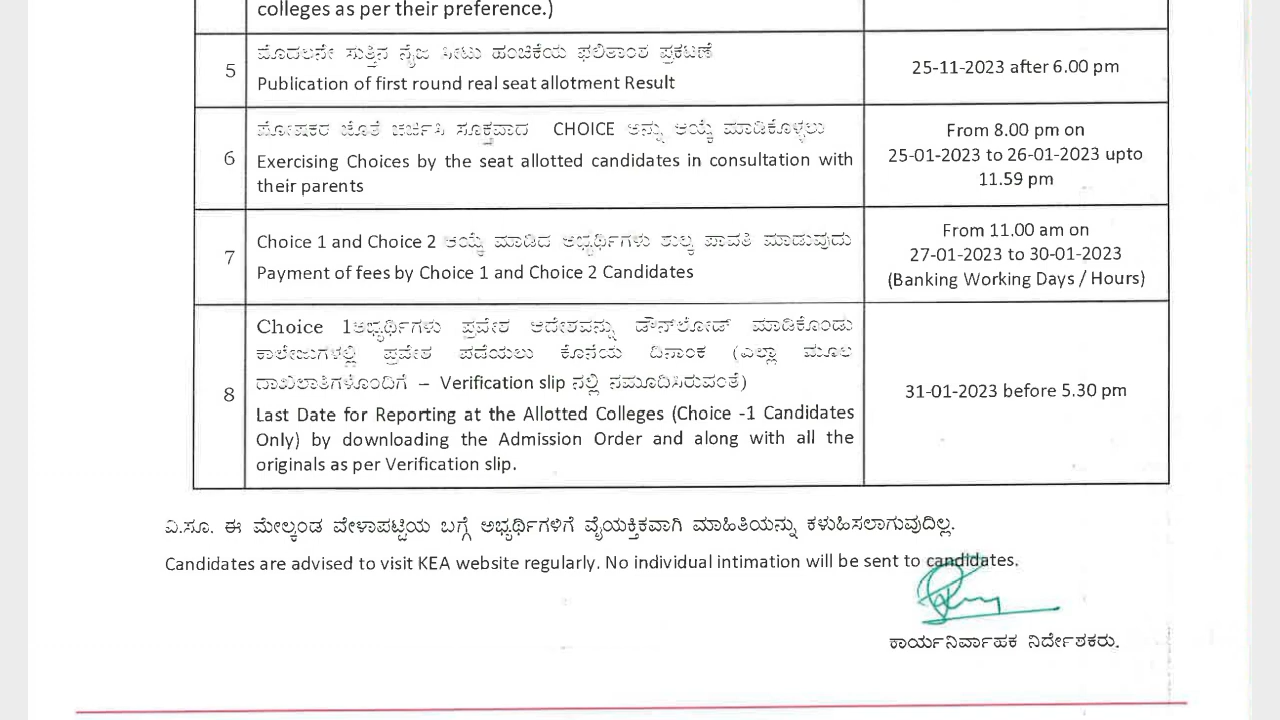 colleges as per their preference.)
5
ಮೊದಲನೇ ಸುತ್ತಿನ ನೈಜ ಸೀಟು ಹಂಚಿಕೆಯ ಫಲಿತಾಂಶ ಪ್ರಕಟಣೆ
Publication of first round real seat allotment Result
25-11-2023 after 6.00 pm
6
ಪೋಷಕರ ಜೊತೆ ಚರ್ಚಿಸಿ ಸೂಕ್ತವಾದ CHOICE ಅನ್ನು ಆಯ್ಕೆ ಮಾಡಿಕೊಳ್ಳಲು
Exercising Choices by the seat allotted candidates in consultation with
their parents
From 8.00 pm on
25-01-2023 to 26-01-2023 upto
11.59 pm
7
Choice 1 and Choice 2 ಆಯ್ಕೆ ಮಾಡಿದ ಅಭ್ಯರ್ಥಿಗಳು ಶುಲ್ಕ ಪಾವತಿ ಮಾಡುವುದು
Payment of fees by Choice 1 and Choice 2 Candidates
From 11.00 am on
27-01-2023 to 30-01-2023
(Banking Working Days / Hours)
8
Choice 1ಅಭ್ಯರ್ಥಿಗಳು ಪ್ರವೇಶ ಆದೇಶವನ್ನು ಡೌನ್‌ಲೋಡ್ ಮಾಡಿಕೊಂಡು
ಕಾಲೇಜುಗಳಲ್ಲಿ ಪ್ರವೇಶ ಪಡೆಯಲು ಕೊನೆಯ ದಿನಾಂಕ (ಎಲ್ಲಾ ಮೂಲ
ದಾಖಲಾತಿಗಳೊಂದಿಗೆ – Verification slip ನಲ್ಲಿ ನಮೂದಿಸಿರುವಂತೆ)
Last Date for Reporting at the Allotted Colleges (Choice -1 Candidates
Only) by downloading the Admission Order and along with all the
originals as per Verification slip.
31-01-2023 before 5.30 pm
ವಿ.ಸೂ. ಈ ಮೇಲ್ಕಂಡ ವೇಳಾಪಟ್ಟಿಯ ಬಗ್ಗೆ ಅಭ್ಯರ್ಥಿಗಳಿಗೆ ವೈಯಕ್ತಿಕವಾಗಿ ಮಾಹಿತಿಯನ್ನು ಕಳುಹಿಸಲಾಗುವುದಿಲ್ಲ.
Candidates are advised to visit KEA website regularly. No individual intimation will be sent to candidates.
ಕಾರ್ಯನಿರ್ವಾಹಕ ನಿರ್ದೇಶಕರು.